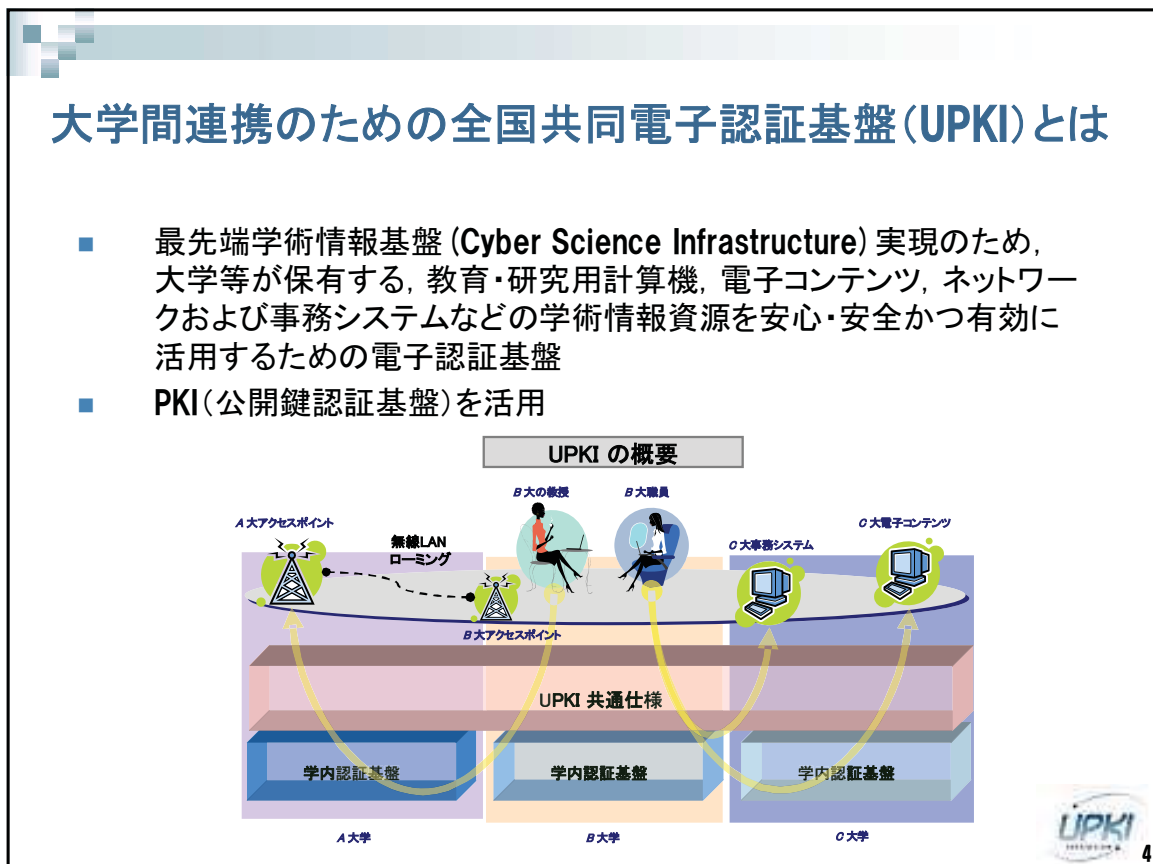 大学間連携のための全国共同電子認証基盤(UPKI)とは
■ 最先端学術情報基盤(Cyber Science Infrastructure)実現のため,
大学等が保有する, 教育・研究用計算機, 電子コンテンツ, ネットワー
クおよび事務システムなどの学術情報資源を安心・安全かつ有効に
活用するための電子認証基盤
■ PKI(公開鍵認証基盤)を活用
UPKI の概要
B 大の教授
B 大職員
A 大アクセスポイント
C 大電子コンテンツ
無線LAN
ローミング
C 大事務システム
B 大アクセスポイント
UPKI 共通仕様
学内認証基盤
学内認証基盤
学内認証基盤
A 大学
B 大学
C 大学
UPKI
4